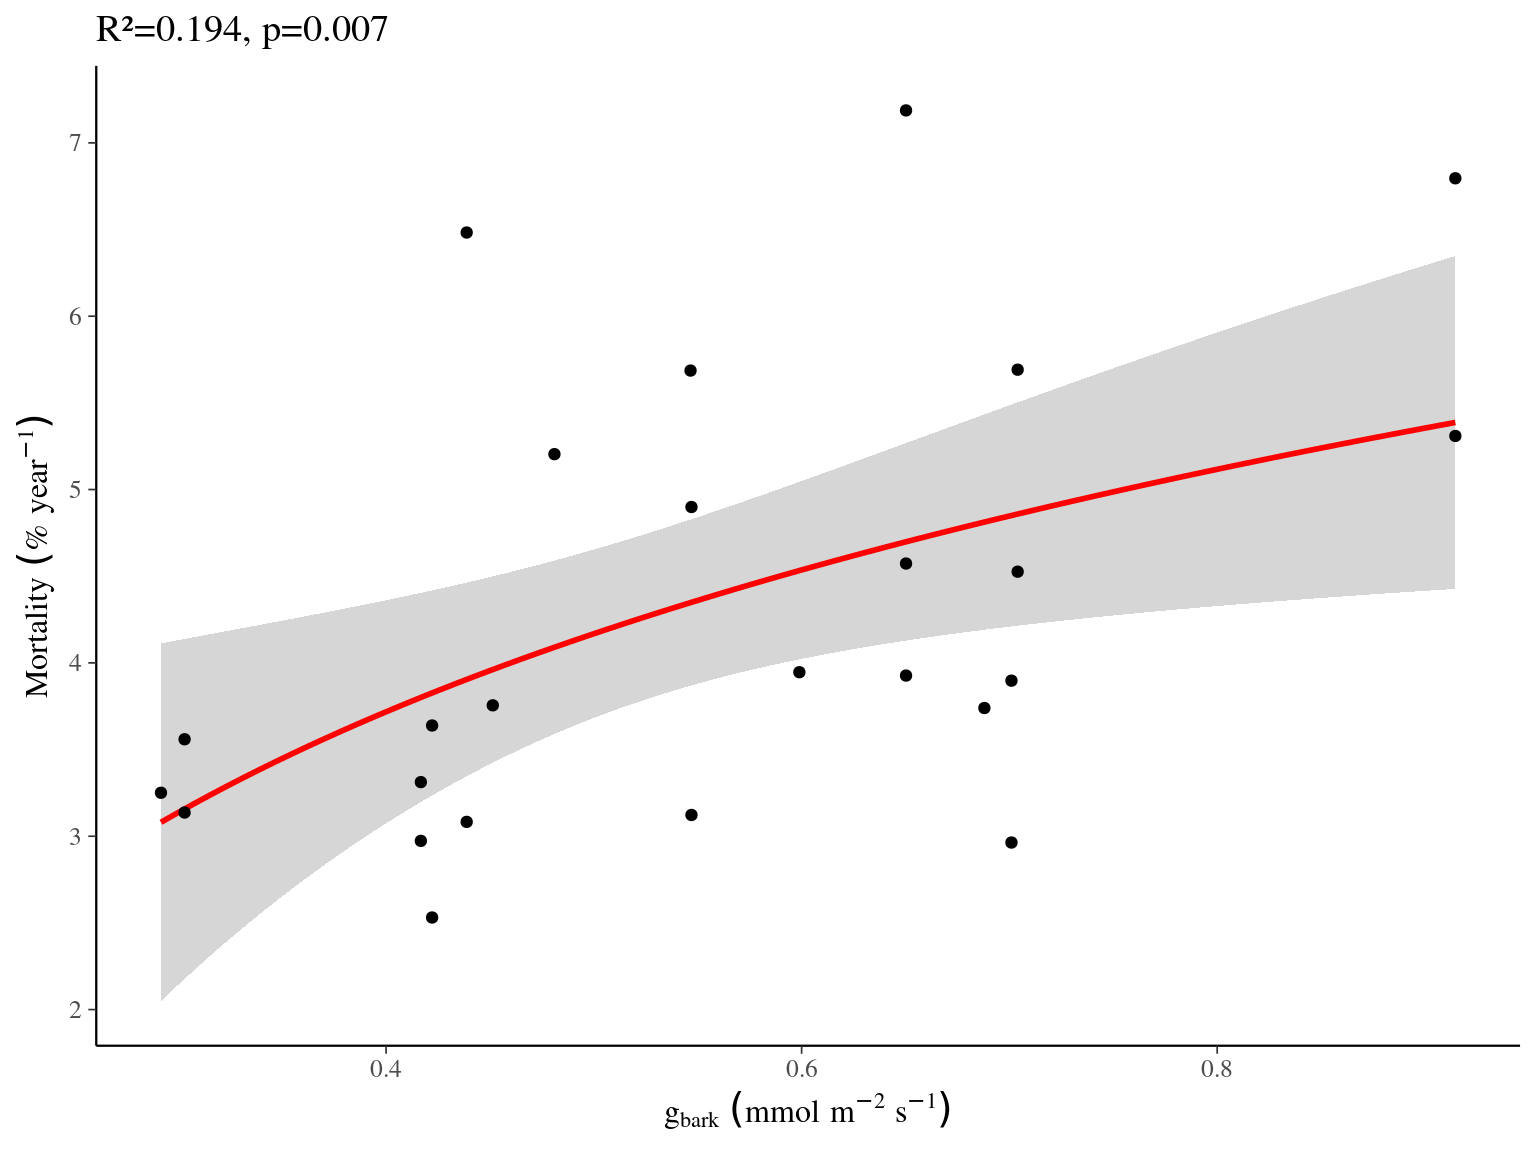 R²=0.194, p=0.007
7
6
5
4
3
2
Mortality (% year⁻¹)
0.4 0.6 0.8
g_bark (mmol m⁻² s⁻¹)